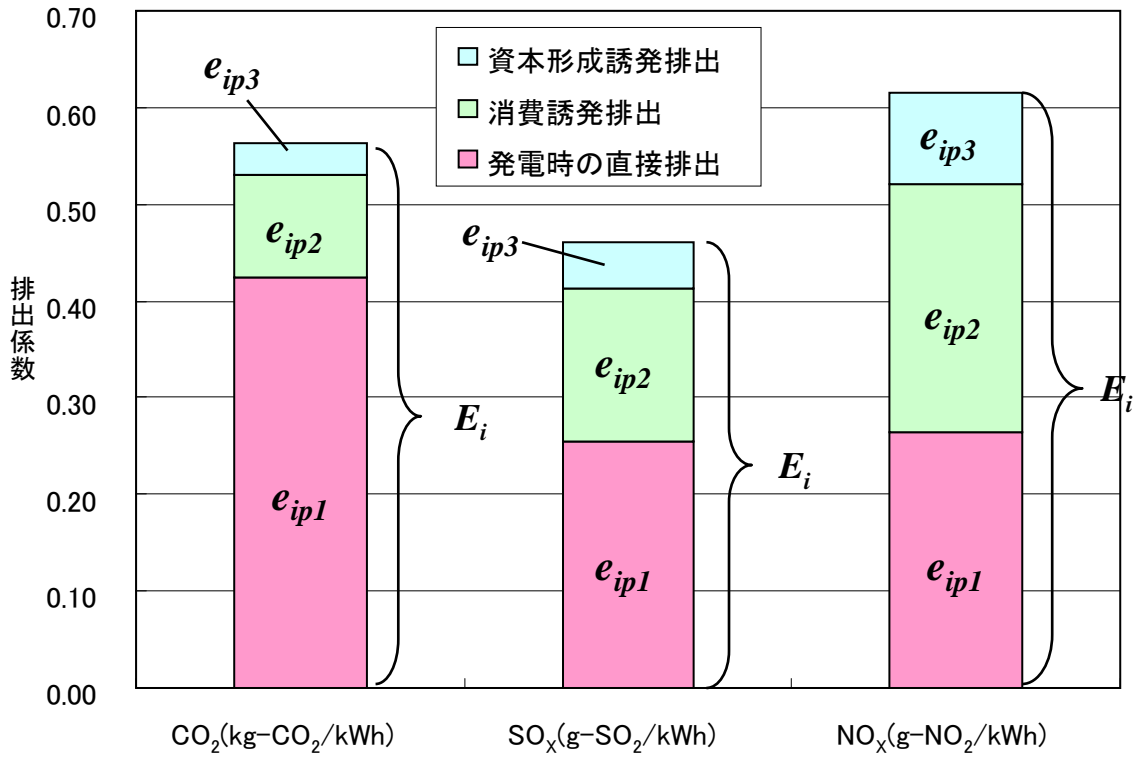 0.70
0.60
0.50
0.40
0.30
0.20
0.10
0.00
排出係数
資本形成誘発排出
消費誘発排出
発電時の直接排出
e_ip3
e_ip2
e_ip1
E_i
e_ip3
e_ip2
e_ip1
E_i
e_ip3
e_ip2
e_ip1
E_i
CO₂(kg-CO₂/kWh)
SOₓ(g-SO₂/kWh)
NOₓ(g-NO₂/kWh)